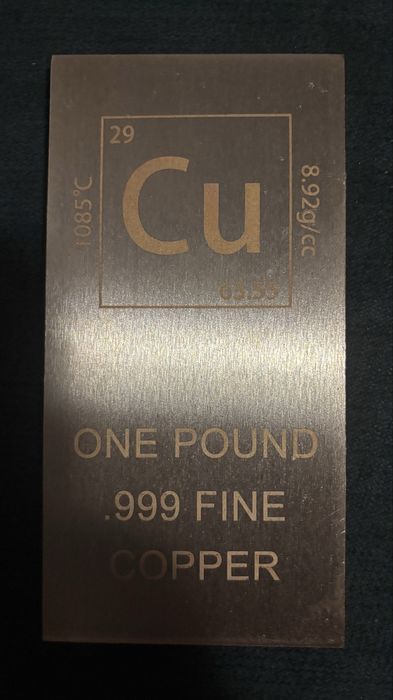 29
Cu
1085°C
8.92g/cc
63.55
ONE POUND
.999 FINE
COPPER